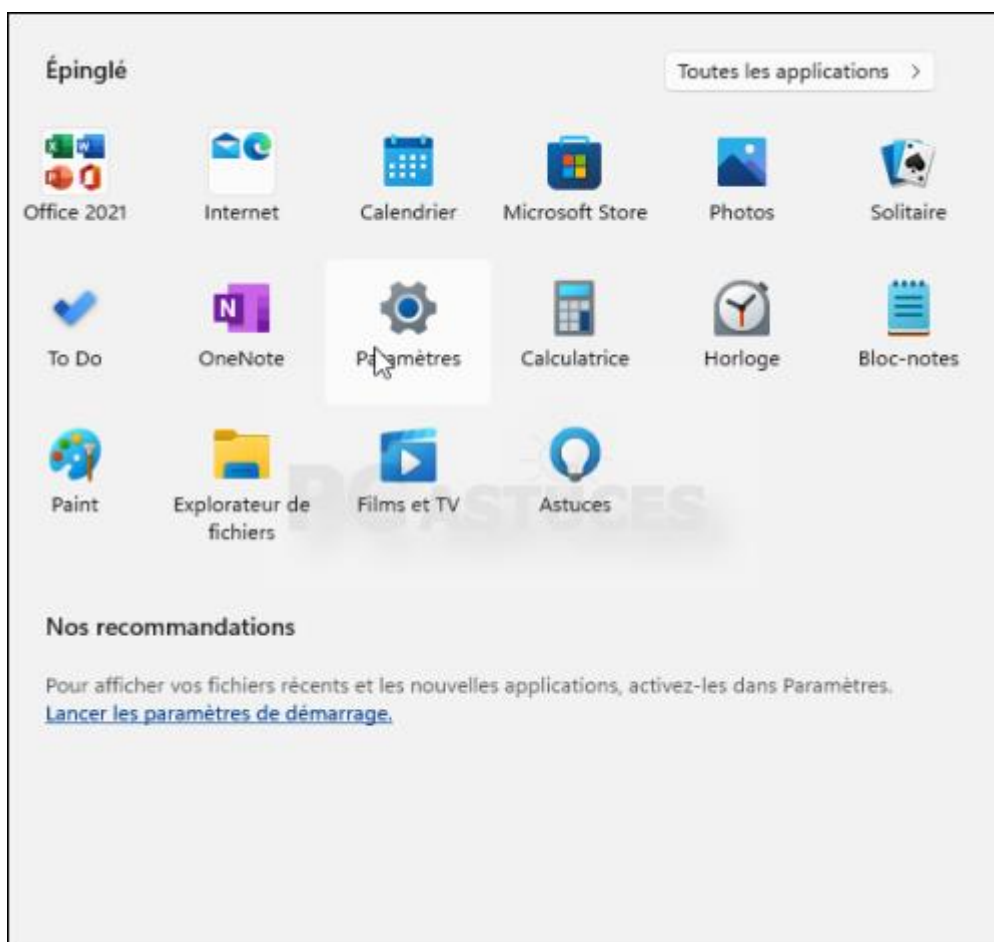 Épinglé
Toutes les applications >
Office 2021
Internet
Calendrier
Microsoft Store
Photos
Solitaire
To Do
OneNote
Paramètres
Calculatrice
Horloge
Bloc-notes
Paint
Explorateur de
fichiers
Films et TV
Astuces
PC ASTUCES
Nos recommandations
Pour afficher vos fichiers récents et les nouvelles applications, activez-les dans Paramètres.
Lancer les paramètres de démarrage.